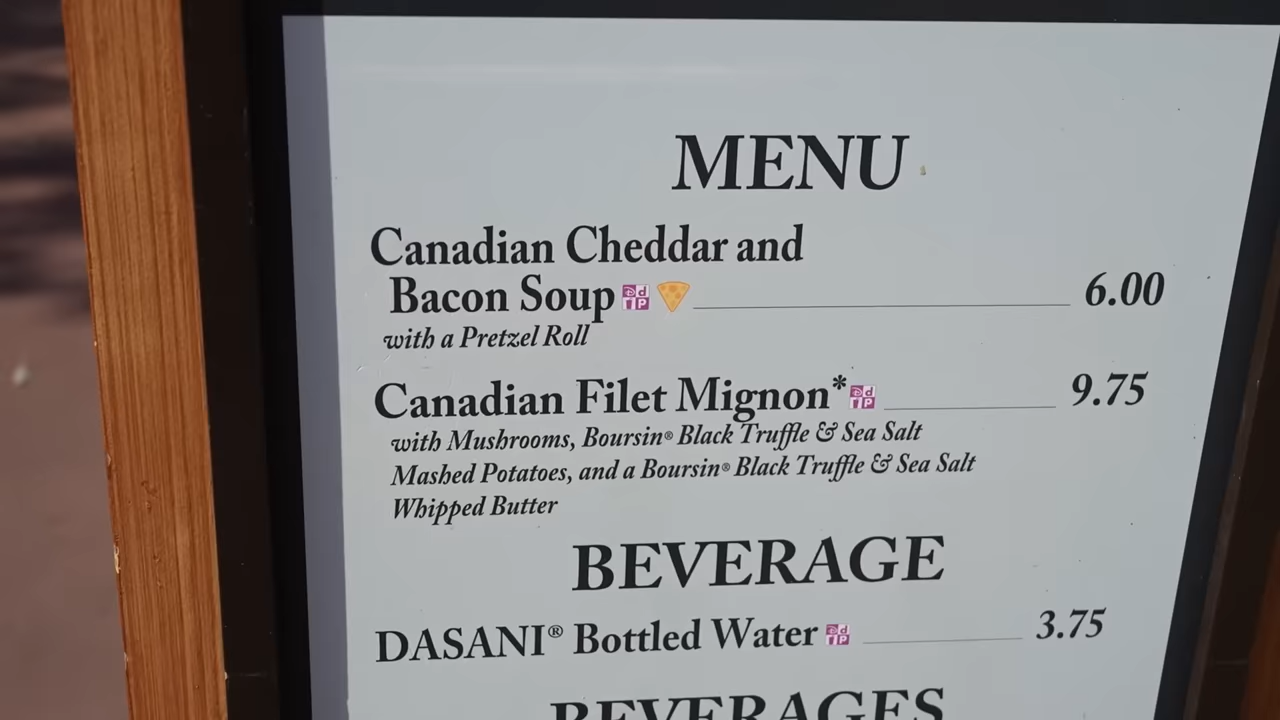 MENU
Canadian Cheddar and
Bacon Soup 6.00
with a Pretzel Roll
Canadian Filet Mignon* 9.75
with Mushrooms, Boursin® Black Truffle & Sea Salt
Mashed Potatoes, and a Boursin® Black Truffle & Sea Salt
Whipped Butter
BEVERAGE
DASANI® Bottled Water 3.75
BEVERAGES